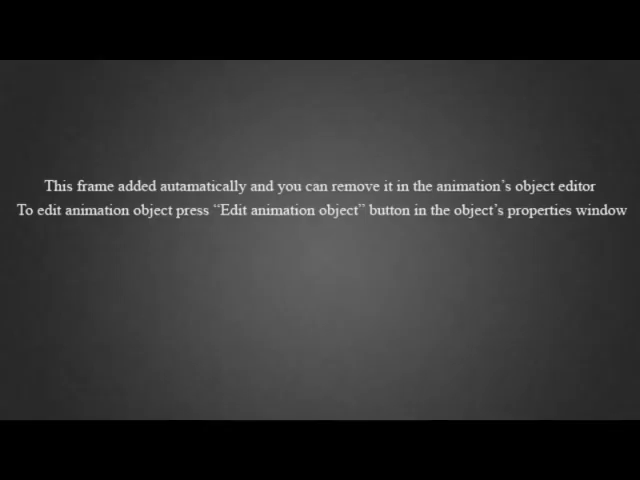 This frame added autamatically and you can remove it in the animation’s object editor
To edit animation object press “Edit animation object” button in the object’s properties window